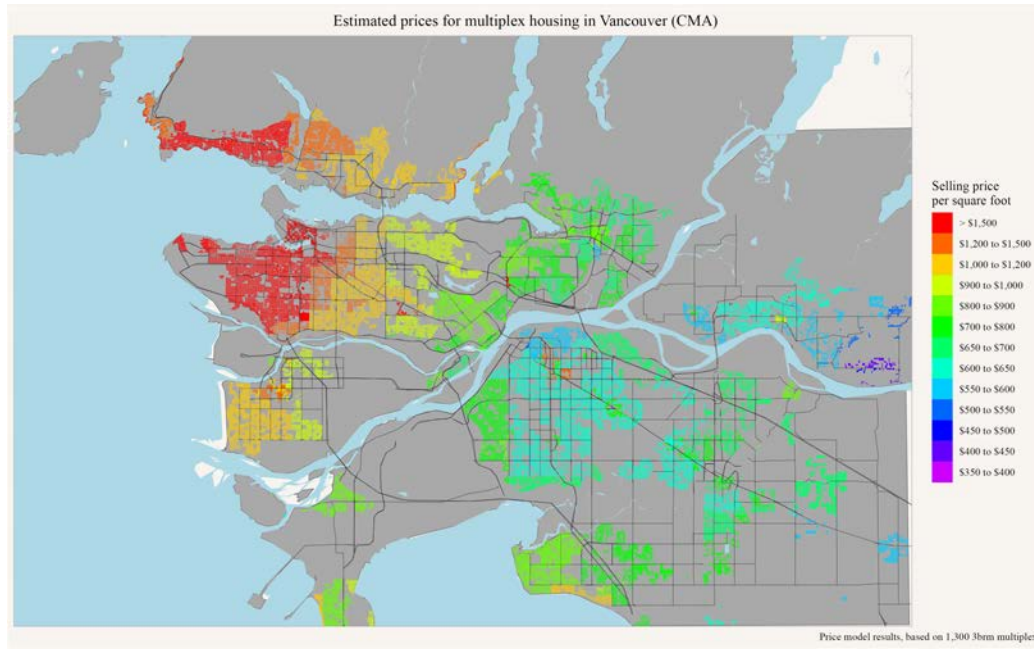 Estimated prices for multiplex housing in Vancouver (CMA)
Selling price
per square foot
> $1,500
$1,200 to $1,500
$1,000 to $1,200
$900 to $1,000
$800 to $900
$700 to $800
$650 to $700
$600 to $650
$550 to $600
$500 to $550
$450 to $500
$400 to $450
$350 to $400
Price model results, based on 1,300 3brm multiplex